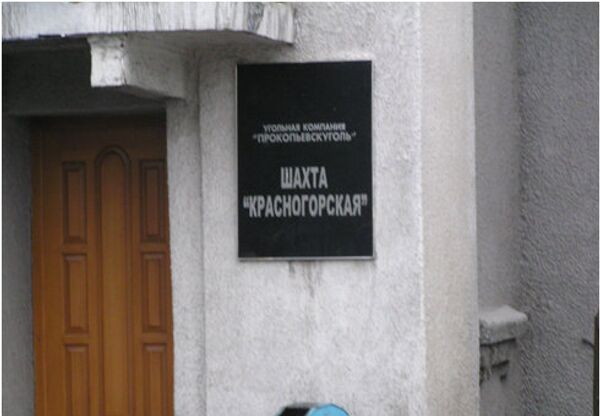 УГОЛЬНАЯ КОМПАНИЯ
"ПРОКОПЬЕВСКУГОЛЬ"
ШАХТА
"КРАСНОГОРСКАЯ"